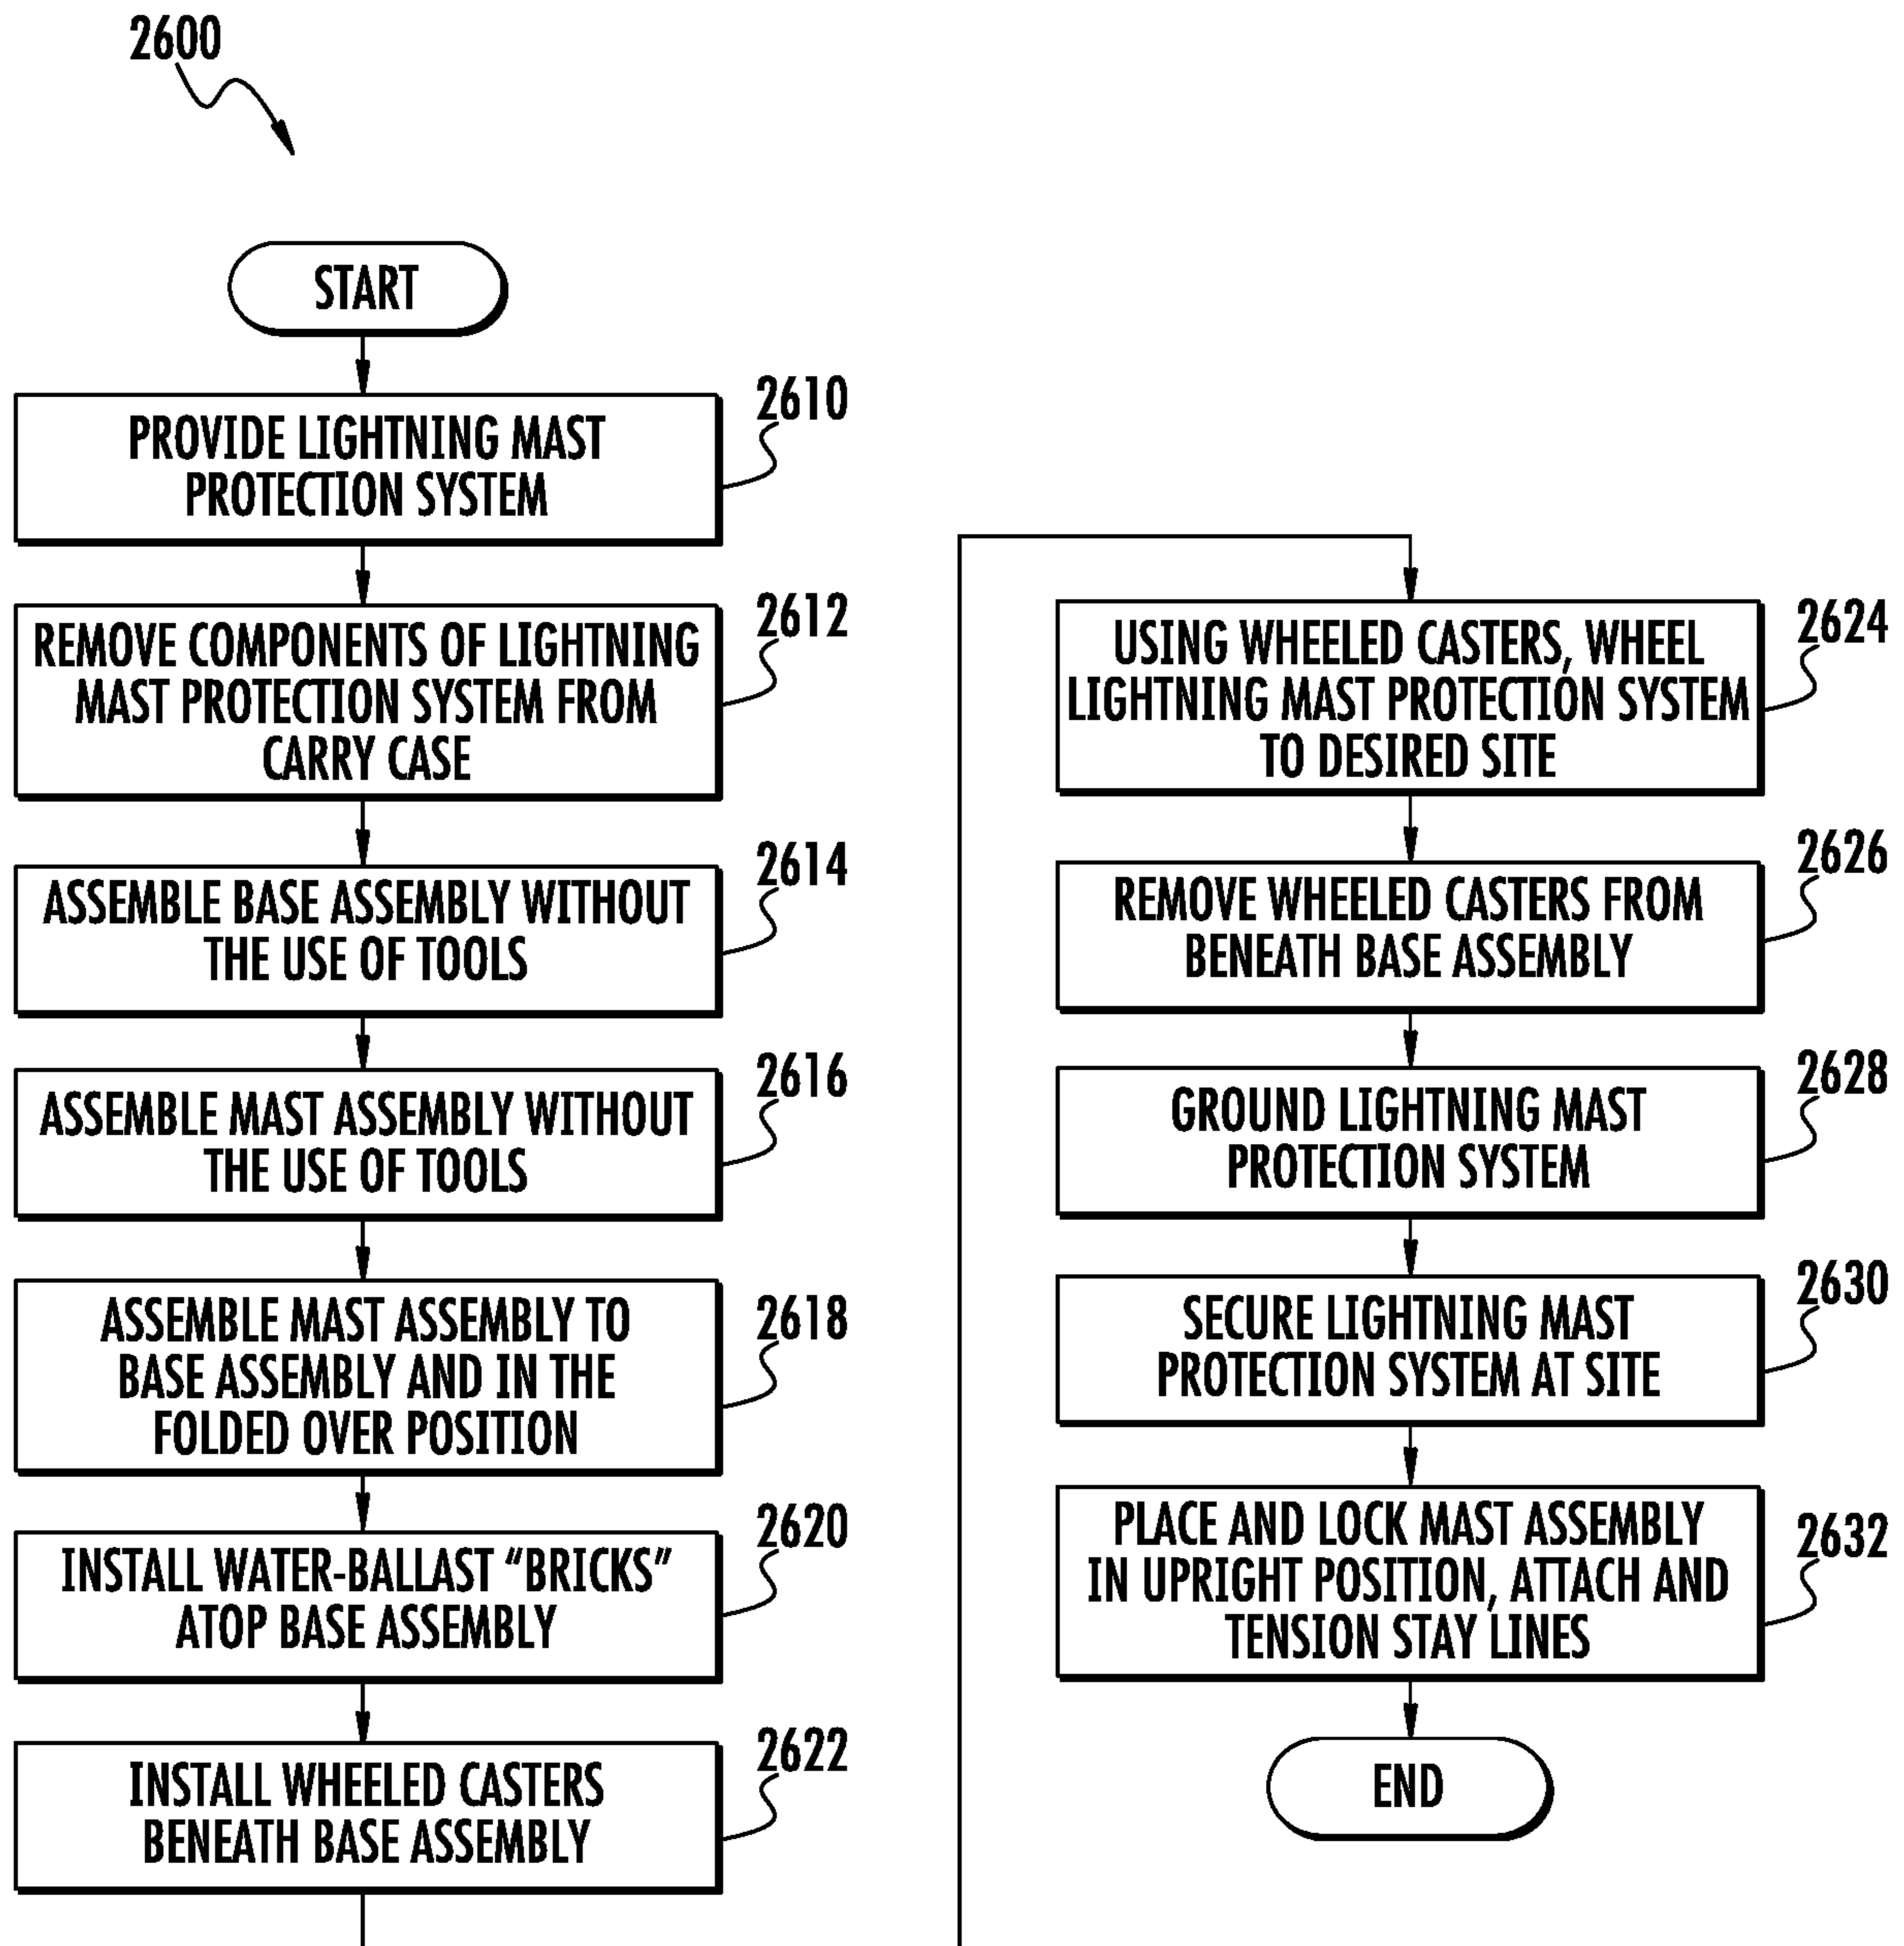 2600
START
2610
PROVIDE LIGHTNING MAST
PROTECTION SYSTEM
2612
REMOVE COMPONENTS OF LIGHTNING
MAST PROTECTION SYSTEM FROM
CARRY CASE
2614
ASSEMBLE BASE ASSEMBLY WITHOUT
THE USE OF TOOLS
2616
ASSEMBLE MAST ASSEMBLY WITHOUT
THE USE OF TOOLS
2618
ASSEMBLE MAST ASSEMBLY TO
BASE ASSEMBLY AND IN THE
FOLDED OVER POSITION
2620
INSTALL WATER-BALLAST “BRICKS”
ATOP BASE ASSEMBLY
2622
INSTALL WHEELED CASTERS
BENEATH BASE ASSEMBLY
2624
USING WHEELED CASTERS, WHEEL
LIGHTNING MAST PROTECTION SYSTEM
TO DESIRED SITE
2626
REMOVE WHEELED CASTERS FROM
BENEATH BASE ASSEMBLY
2628
GROUND LIGHTNING MAST
PROTECTION SYSTEM
2630
SECURE LIGHTNING MAST
PROTECTION SYSTEM AT SITE
2632
PLACE AND LOCK MAST ASSEMBLY
IN UPRIGHT POSITION, ATTACH AND
TENSION STAY LINES
END